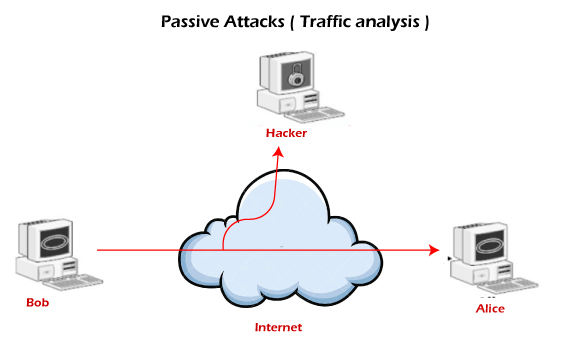 Passive Attacks ( Traffic analysis )
Hacker
Bob
Alice
Internet